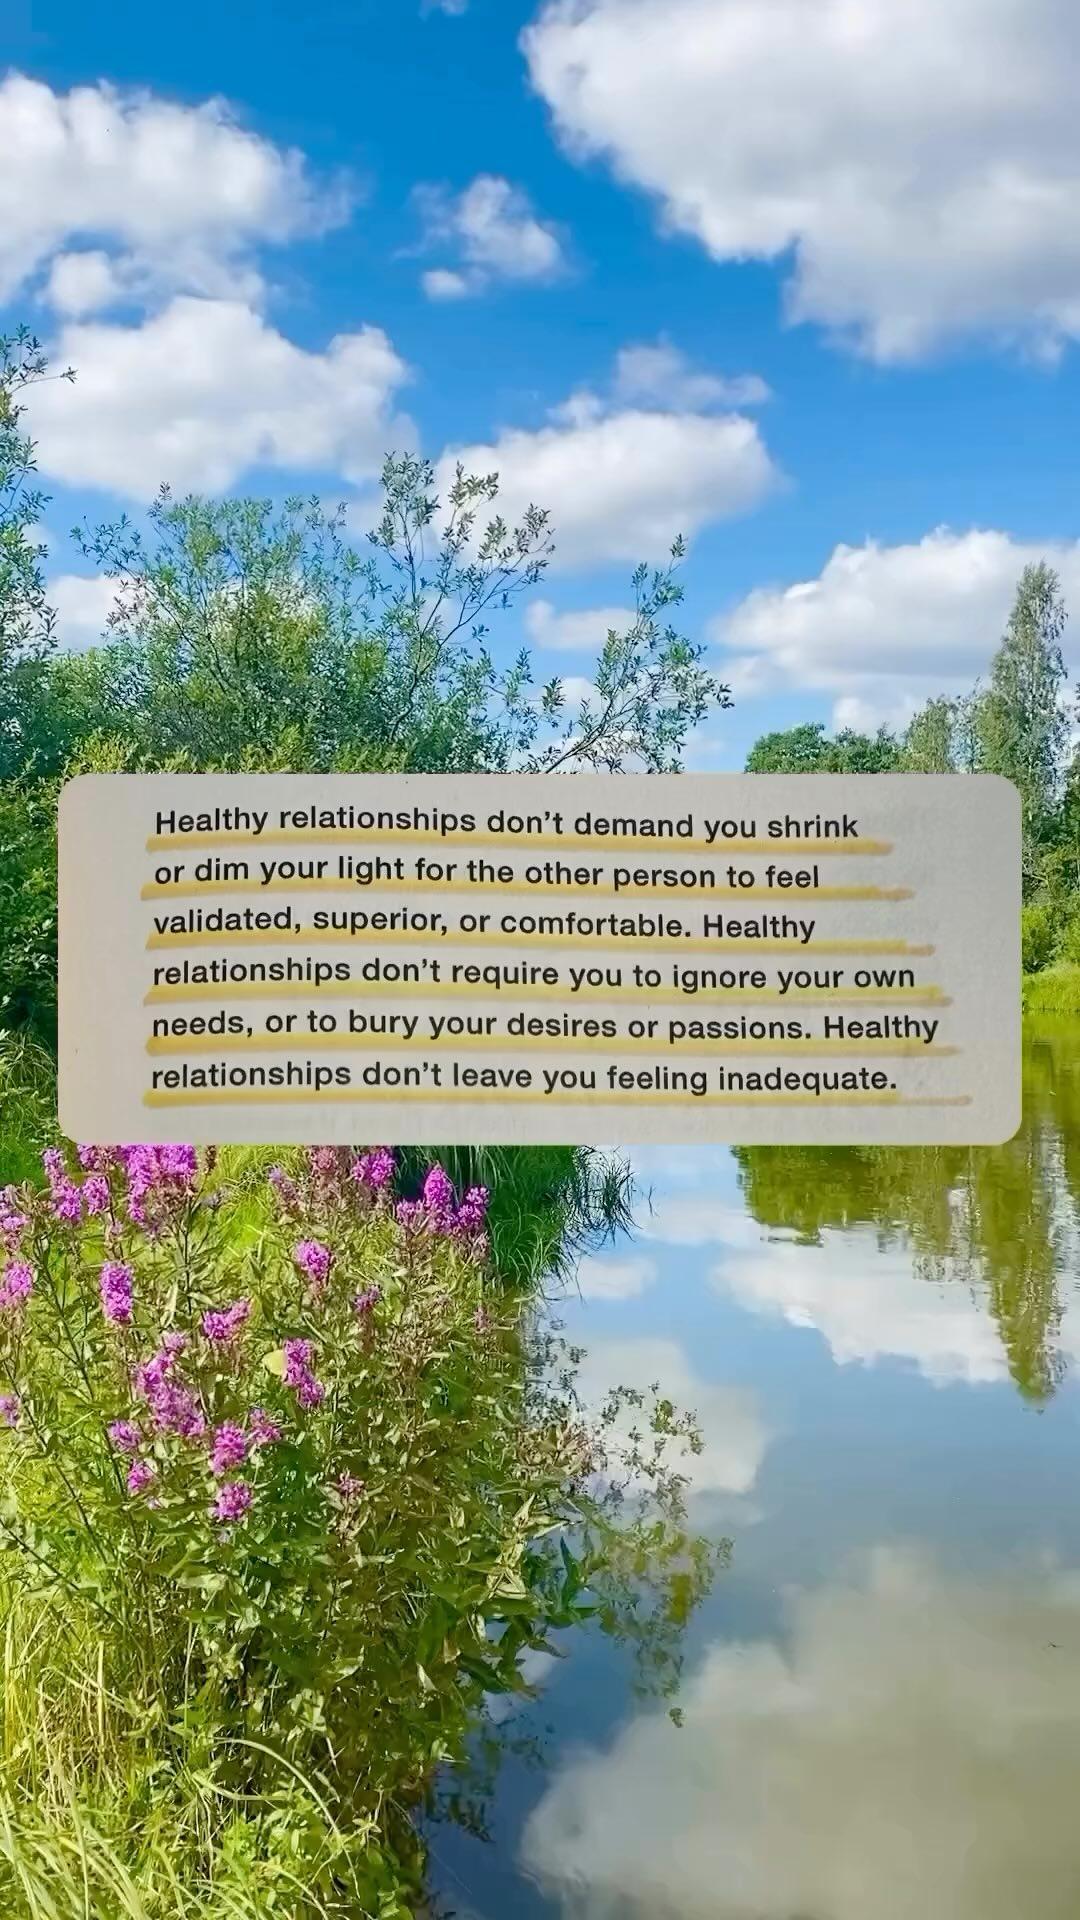 Healthy relationships don't demand you shrink
or dim your light for the other person to feel
validated, superior, or comfortable. Healthy
relationships don't require you to ignore your own
needs, or to bury your desires or passions. Healthy
relationships don't leave you feeling inadequate.